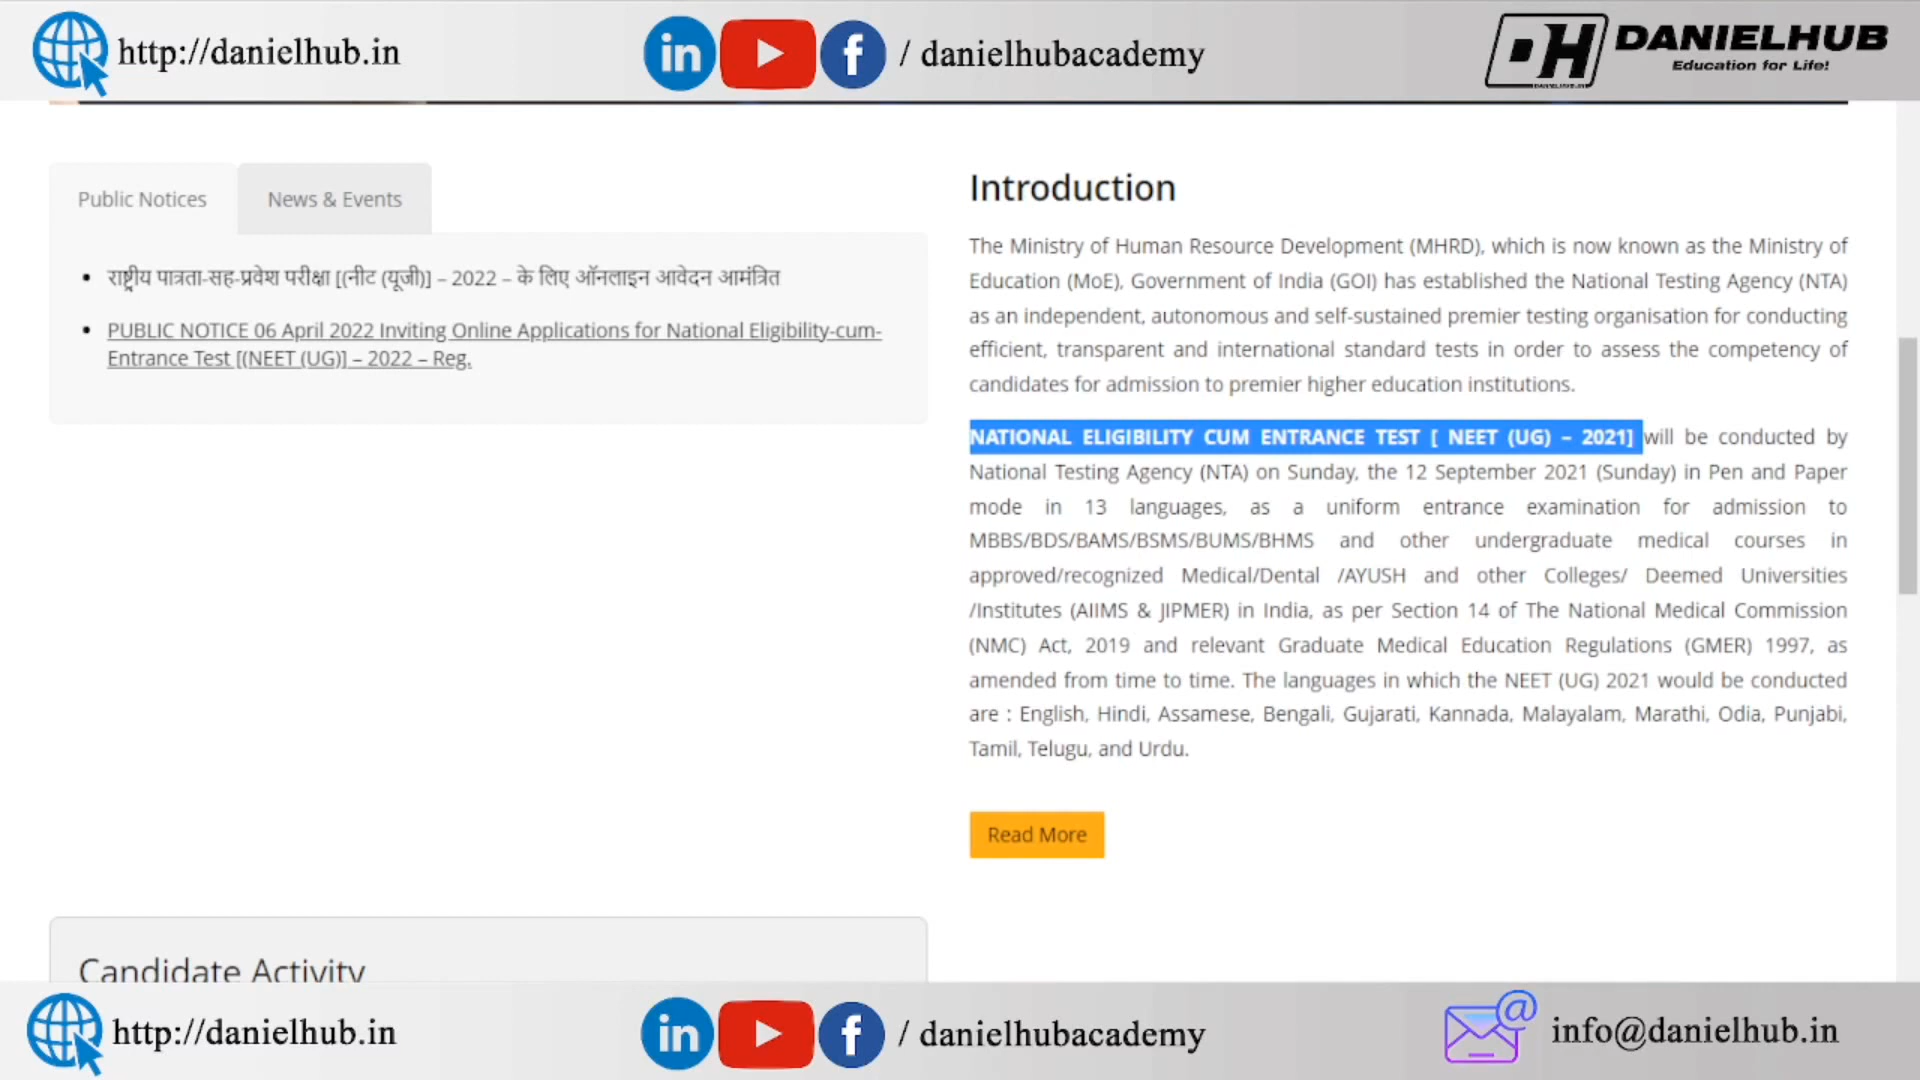 http://danielhub.in
in
f
/ danielhubacademy
DH
DANIELHUB
Education for Life!
Public Notices
News & Events
राष्ट्रीय पात्रता-सह-प्रवेश परीक्षा [(नीट (यूजी)] – 2022 – के लिए ऑनलाइन आवेदन आमंत्रित
PUBLIC NOTICE 06 April 2022 Inviting Online Applications for National Eligibility-cum-
Entrance Test [(NEET (UG)] – 2022 – Reg.
Introduction
The Ministry of Human Resource Development (MHRD), which is now known as the Ministry of
Education (MoE), Government of India (GOI) has established the National Testing Agency (NTA)
as an independent, autonomous and self-sustained premier testing organisation for conducting
efficient, transparent and international standard tests in order to assess the competency of
candidates for admission to premier higher education institutions.
NATIONAL ELIGIBILITY CUM ENTRANCE TEST [ NEET (UG) – 2021] will be conducted by
National Testing Agency (NTA) on Sunday, the 12 September 2021 (Sunday) in Pen and Paper
mode in 13 languages, as a uniform entrance examination for admission to
MBBS/BDS/BAMS/BSMS/BUMS/BHMS and other undergraduate medical courses in
approved/recognized Medical/Dental /AYUSH and other Colleges/ Deemed Universities
/Institutes (AIIMS & JIPMER) in India, as per Section 14 of The National Medical Commission
(NMC) Act, 2019 and relevant Graduate Medical Education Regulations (GMER) 1997, as
amended from time to time. The languages in which the NEET (UG) 2021 would be conducted
are : English, Hindi, Assamese, Bengali, Gujarati, Kannada, Malayalam, Marathi, Odia, Punjabi,
Tamil, Telugu, and Urdu.
Read More
Candidate Activity
http://danielhub.in
in
f
/ danielhubacademy
@
info@danielhub.in